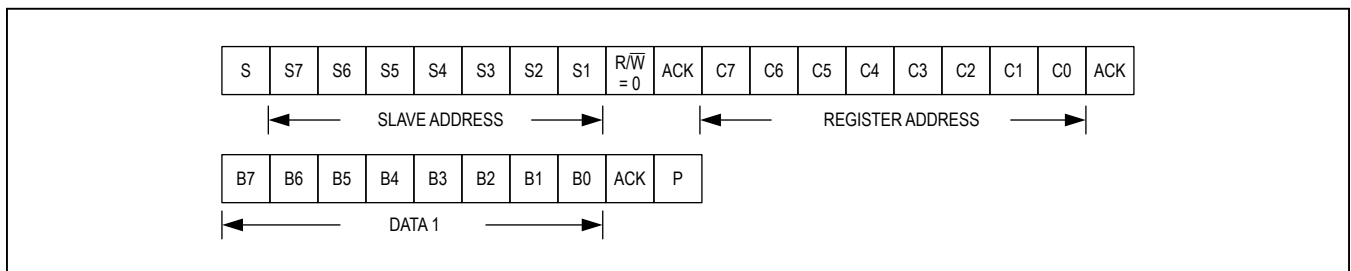 S S7 S6 S5 S4 S3 S2 S1 R/W̅ = 0 ACK C7 C6 C5 C4 C3 C2 C1 C0 ACK
SLAVE ADDRESS REGISTER ADDRESS
B7 B6 B5 B4 B3 B2 B1 B0 ACK P
DATA 1